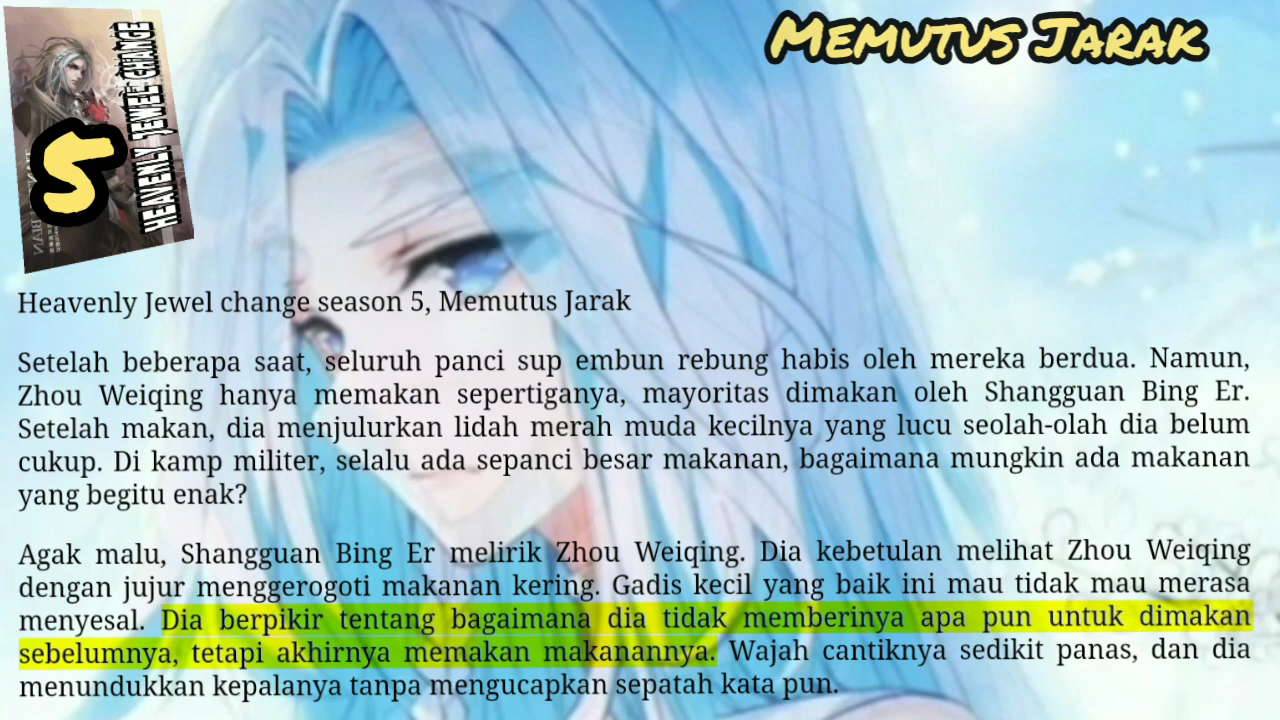 Memutus Jarak
HEAVENLY JEWEL CHANGE
5
Heavenly Jewel change season 5, Memutus Jarak
Setelah beberapa saat, seluruh panci sup embun rebung habis oleh mereka berdua. Namun,
Zhou Weiqing hanya memakan sepertiganya, mayoritas dimakan oleh Shangguan Bing Er.
Setelah makan, dia menjulurkan lidah merah muda kecilnya yang lucu seolah-olah dia belum
cukup. Di kamp militer, selalu ada sepanci besar makanan, bagaimana mungkin ada makanan
yang begitu enak?
Agak malu, Shangguan Bing Er melirik Zhou Weiqing. Dia kebetulan melihat Zhou Weiqing
dengan jujur menggerogoti makanan kering. Gadis kecil yang baik ini mau tidak mau merasa
menyesal. Dia berpikir tentang bagaimana dia tidak memberinya apa pun untuk dimakan
sebelumnya, tetapi akhirnya memakan makanannya. Wajah cantiknya sedikit panas, dan dia
menundukkan kepalanya tanpa mengucapkan sepatah kata pun.